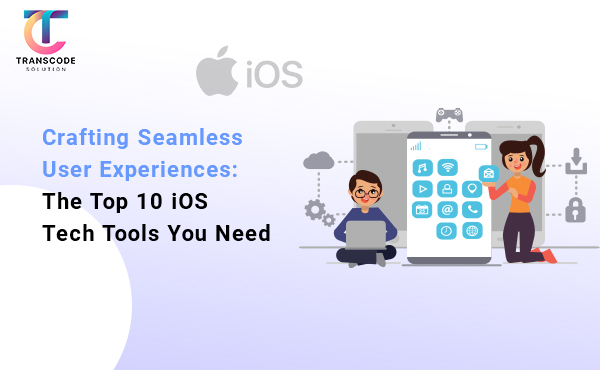 TRANSCODE
SOLUTION
iOS
Crafting Seamless
User Experiences:
The Top 10 iOS
Tech Tools You Need
@